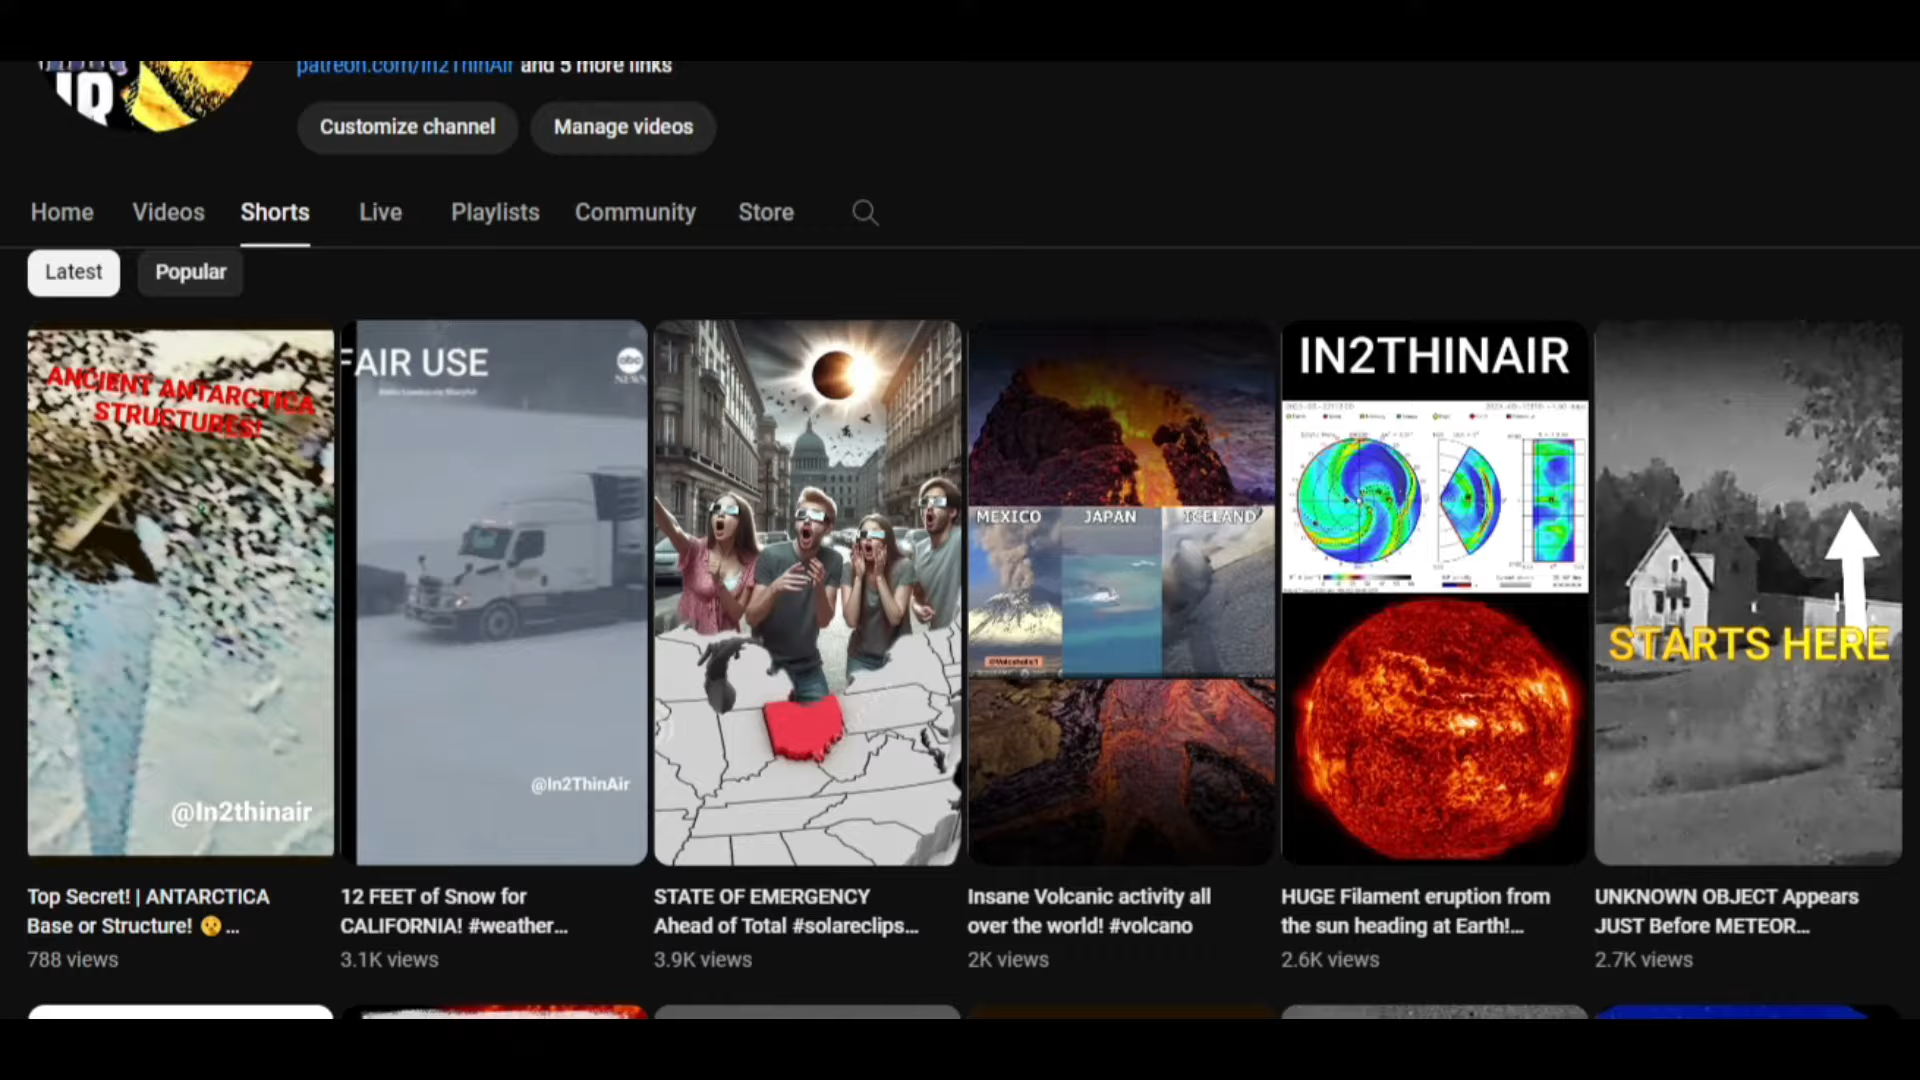 IR
patreon.com/In2ThinAir and 5 more links
Customize channel
Manage videos
Home
Videos
Shorts
Live
Playlists
Community
Store
Latest
Popular
ANCIENT ANTARCTICA
STRUCTURES!
@In2thinair
FAIR USE
abc
NEWS
@In2ThinAir
MEXICO
JAPAN
ICELAND
IN2THINAIR
STARTS HERE
Top Secret! | ANTARCTICA
Base or Structure! 🤫 ...
788 views
12 FEET of Snow for
CALIFORNIA! #weather...
3.1K views
STATE OF EMERGENCY
Ahead of Total #solareclips...
3.9K views
Insane Volcanic activity all
over the world! #volcano
2K views
HUGE Filament eruption from
the sun heading at Earth!...
2.6K views
UNKNOWN OBJECT Appears
JUST Before METEOR...
2.7K views